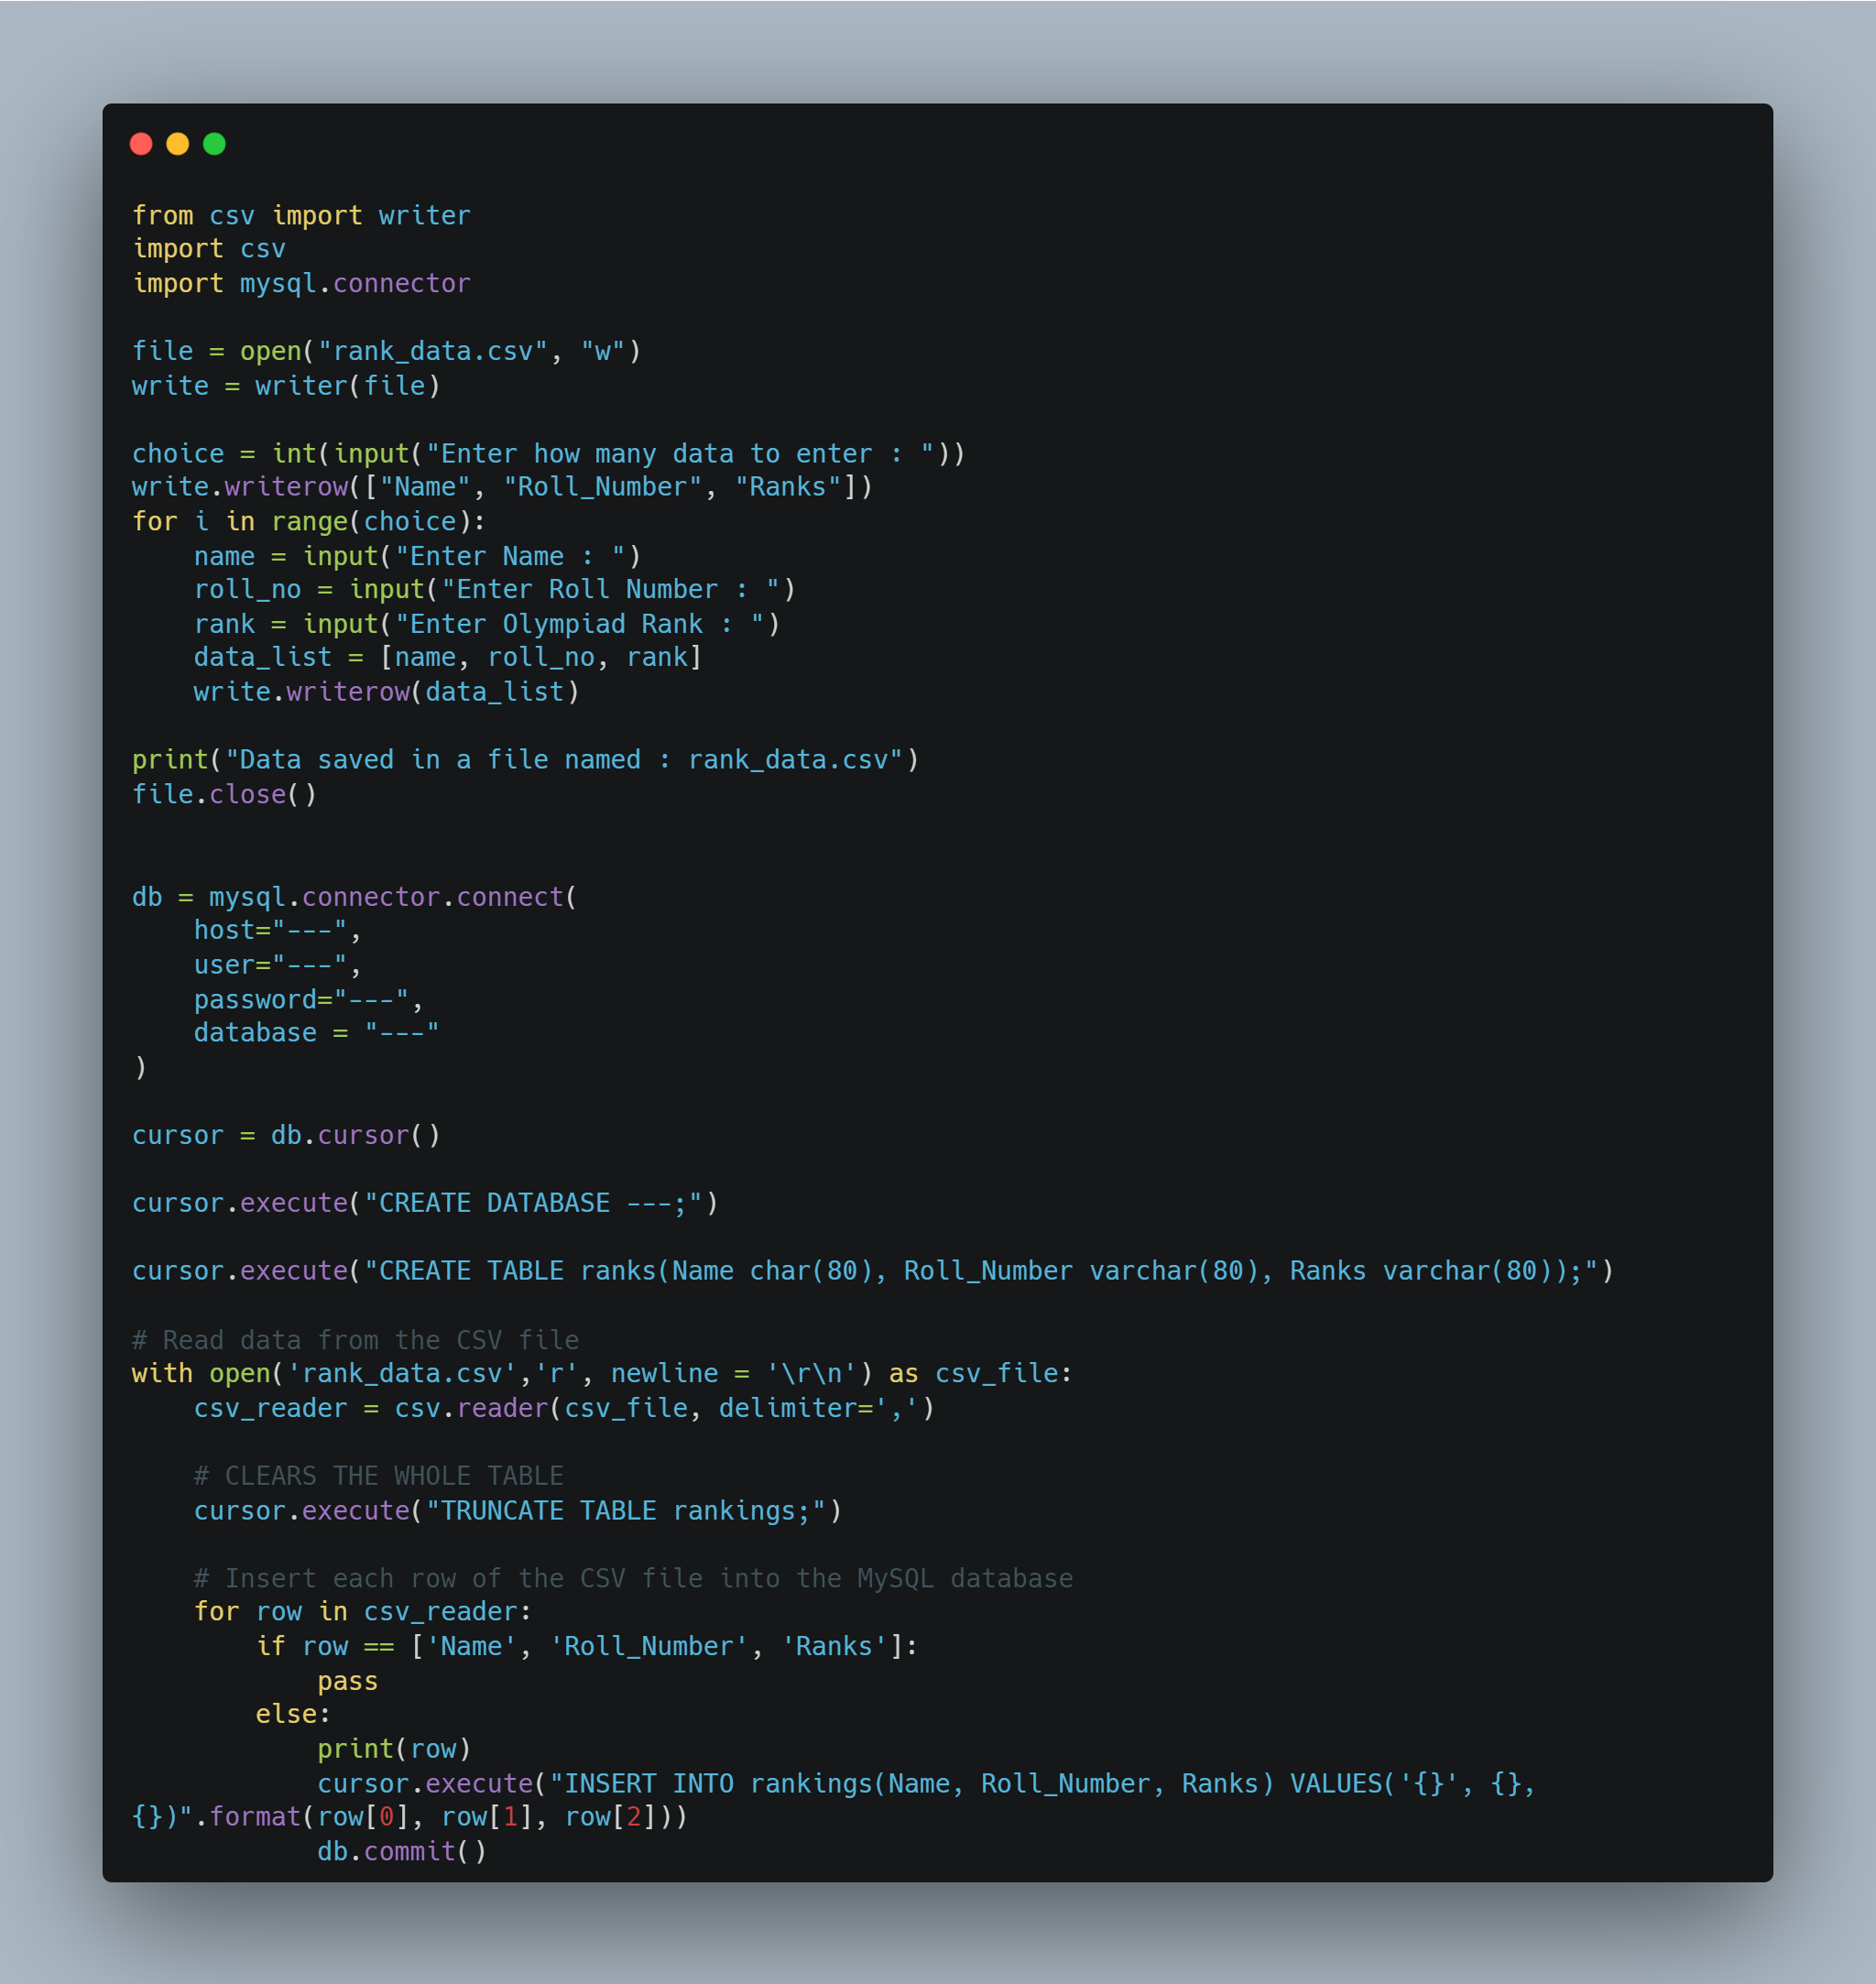 from csv import writer
import csv
import mysql.connector

file = open("rank_data.csv", "w")
write = writer(file)

choice = int(input("Enter how many data to enter : "))
write.writerow(["Name", "Roll_Number", "Ranks"])
for i in range(choice):
    name = input("Enter Name : ")
    roll_no = input("Enter Roll Number : ")
    rank = input("Enter Olympiad Rank : ")
    data_list = [name, roll_no, rank]
    write.writerow(data_list)

print("Data saved in a file named : rank_data.csv")
file.close()

db = mysql.connector.connect(
    host="---",
    user="---",
    password="---",
    database = "---"
)

cursor = db.cursor()

cursor.execute("CREATE DATABASE ---;")

cursor.execute("CREATE TABLE ranks(Name char(80), Roll_Number varchar(80), Ranks varchar(80));")

# Read data from the CSV file
with open('rank_data.csv','r', newline = '\r\n') as csv_file:
    csv_reader = csv.reader(csv_file, delimiter=',')

    # CLEARS THE WHOLE TABLE
    cursor.execute("TRUNCATE TABLE rankings;")

    # Insert each row of the CSV file into the MySQL database
    for row in csv_reader:
        if row == ['Name', 'Roll_Number', 'Ranks']:
            pass
        else:
            print(row)
            cursor.execute("INSERT INTO rankings(Name, Roll_Number, Ranks) VALUES('{}', {},
{})".format(row[0], row[1], row[2]))
            db.commit()